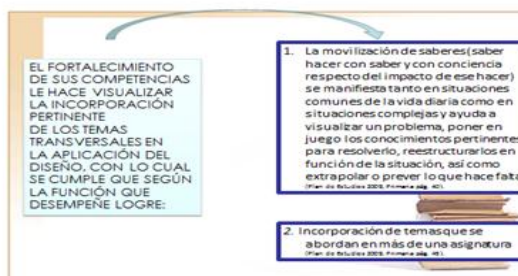 EL FORTALECIMIENTO
DE SUS COMPETENCIAS
LE HACE VISUALIZAR
LA INCORPORACIÓN
PERTINENTE
DE LOS TEMAS
TRANSVERSALES EN
LA APLICACIÓN DEL
DISEÑO, CON LO CUAL
SE CUMPLE QUE SEGÚN
LA FUNCIÓN QUE
DESEMPEÑE LOGRE:
1. La movilización de saberes (saber
hacer con saber y con conciencia
respecto del impacto de ese hacer)
se manifiesta tanto en situaciones
comunes de la vida diaria como en
situaciones complejas y ayuda a
visualizar un problema, poner en
juego los conocimientos pertinentes
para resolverlo, reestructurarlos en
función de la situación, así como
extrapolar o prever lo que hace falta
(Plan de Estudios 2009, Primaria pág. 40).
2. Incorporación de temas que se
abordan en más de una asignatura
(Plan de Estudios 2009, Primaria pág.